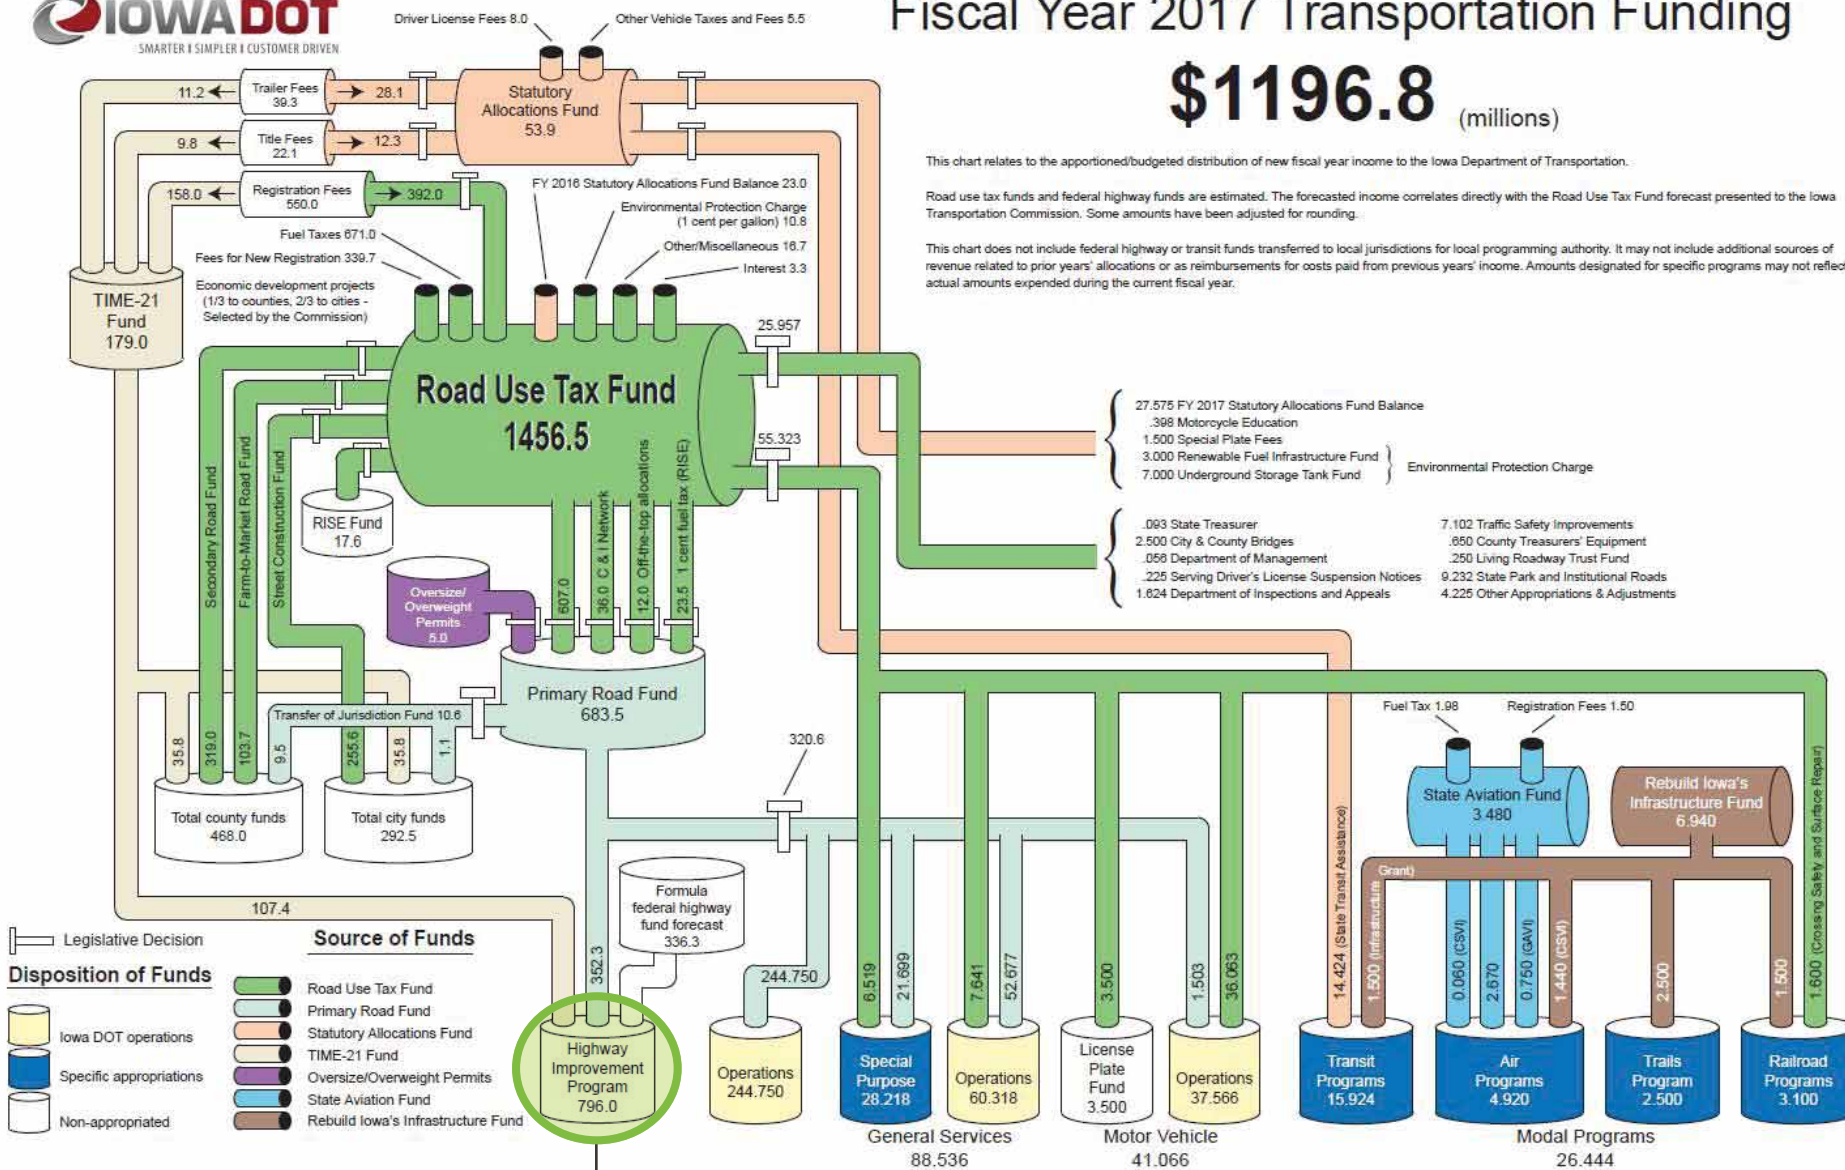 IOWADOT
SMARTER I SIMPLER I CUSTOMER DRIVEN
Fiscal Year 2017 Transportation Funding
$1196.8 (millions)
This chart relates to the apportioned/budgeted distribution of new fiscal year income to the Iowa Department of Transportation.
Road use tax funds and federal highway funds are estimated. The forecasted income correlates directly with the Road Use Tax Fund forecast presented to the Iowa
Transportation Commission. Some amounts have been adjusted for rounding.
This chart does not include federal highway or transit funds transferred to local jurisdictions for local programming authority. It may not include additional sources of
revenue related to prior years' allocations or as reimbursements for costs paid from previous years' income. Amounts designated for specific programs may not reflect
actual amounts expended during the current fiscal year.
Driver License Fees 8.0
Other Vehicle Taxes and Fees 5.5
11.2
Trailer Fees
39.3
28.1
Statutory
Allocations Fund
53.9
9.8
Title Fees
22.1
12.3
158.0
Registration Fees
550.0
392.0
FY 2016 Statutory Allocations Fund Balance 23.0
Environmental Protection Charge
(1 cent per gallon) 10.8
Fuel Taxes 671.0
Other/Miscellaneous 16.7
Fees for New Registration 339.7
Interest 3.3
Economic development projects
(1/3 to counties, 2/3 to cities -
Selected by the Commission)
TIME-21
Fund
179.0
25.957
Road Use Tax Fund
1456.5
55.323
27.575 FY 2017 Statutory Allocations Fund Balance
.398 Motorcycle Education
1.500 Special Plate Fees
3.000 Renewable Fuel Infrastructure Fund
7.000 Underground Storage Tank Fund
Environmental Protection Charge
.093 State Treasurer
2.500 City & County Bridges
.056 Department of Management
.225 Serving Driver's License Suspension Notices
1.624 Department of Inspections and Appeals
7.102 Traffic Safety Improvements
.650 County Treasurers' Equipment
.250 Living Roadway Trust Fund
9.232 State Park and Institutional Roads
4.225 Other Appropriations & Adjustments
Secondary Road Fund
Farm-to-Market Road Fund
Street Construction Fund
RISE Fund
17.6
Oversize/
Overweight
Permits
5.0
607.0
36.0 C & I Network
12.0 Off-the-top allocations
23.5 1 cent fuel tax (RISE)
Primary Road Fund
683.5
Transfer of Jurisdiction Fund 10.6
35.8
319.0
103.7
9.5
255.6
35.8
1.1
Total county funds
468.0
Total city funds
292.5
320.6
Fuel Tax 1.98
Registration Fees 1.50
State Aviation Fund
3.480
Rebuild Iowa's
Infrastructure Fund
6.940
107.4
352.3
Formula
federal highway
fund forecast
336.3
244.750
6.519
21.699
7.641
52.677
3.500
1.503
36.063
14.424 (State Transit Assistance)
1.500 (Infrastructure
Grant)
0.060 (CSVI)
2.670
0.750 (GAVI)
1.440 (CSVI)
2.500
1.500
1.600 (Crossing Safety and Surface Repair)
Legislative Decision
Disposition of Funds
Iowa DOT operations
Specific appropriations
Non-appropriated
Source of Funds
Road Use Tax Fund
Primary Road Fund
Statutory Allocations Fund
TIME-21 Fund
Oversize/Overweight Permits
State Aviation Fund
Rebuild Iowa's Infrastructure Fund
Highway
Improvement
Program
796.0
Operations
244.750
Special
Purpose
28.218
Operations
60.318
License
Plate
Fund
3.500
Operations
37.566
Transit
Programs
15.924
Air
Programs
4.920
Trails
Program
2.500
Railroad
Programs
3.100
General Services
88.536
Motor Vehicle
41.066
Modal Programs
26.444